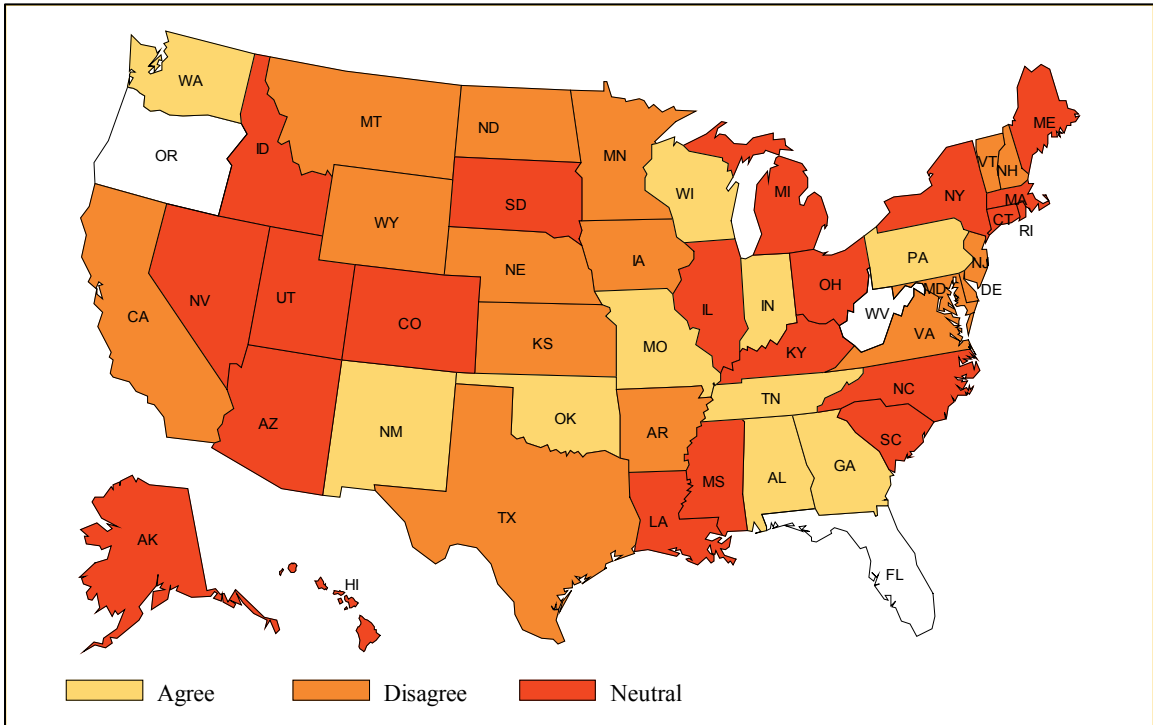 WA
MT
ND
MN
ME
OR
ID
VT
NH
WI
MI
NY
MA
SD
CT
RI
WY
PA
IA
NE
NJ
OH
MD
DE
NV
UT
IL
IN
CA
CO
WV
VA
KS
MO
KY
NC
AZ
NM
OK
TN
AR
SC
MS
AL
GA
TX
LA
AK
FL
HI
Agree
Disagree
Neutral